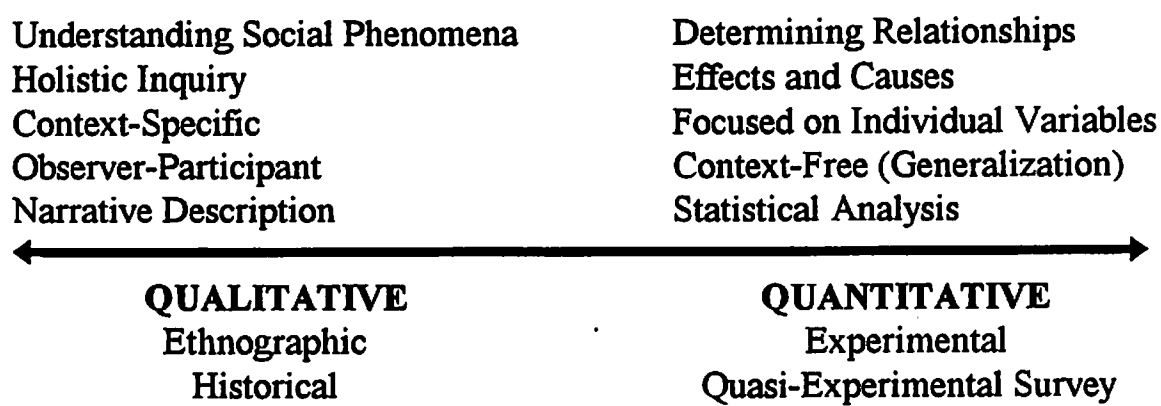 Understanding Social Phenomena
Holistic Inquiry
Context-Specific
Observer-Participant
Narrative Description
Determining Relationships
Effects and Causes
Focused on Individual Variables
Context-Free (Generalization)
Statistical Analysis
QUALITATIVE
Ethnographic
Historical
QUANTITATIVE
Experimental
Quasi-Experimental Survey